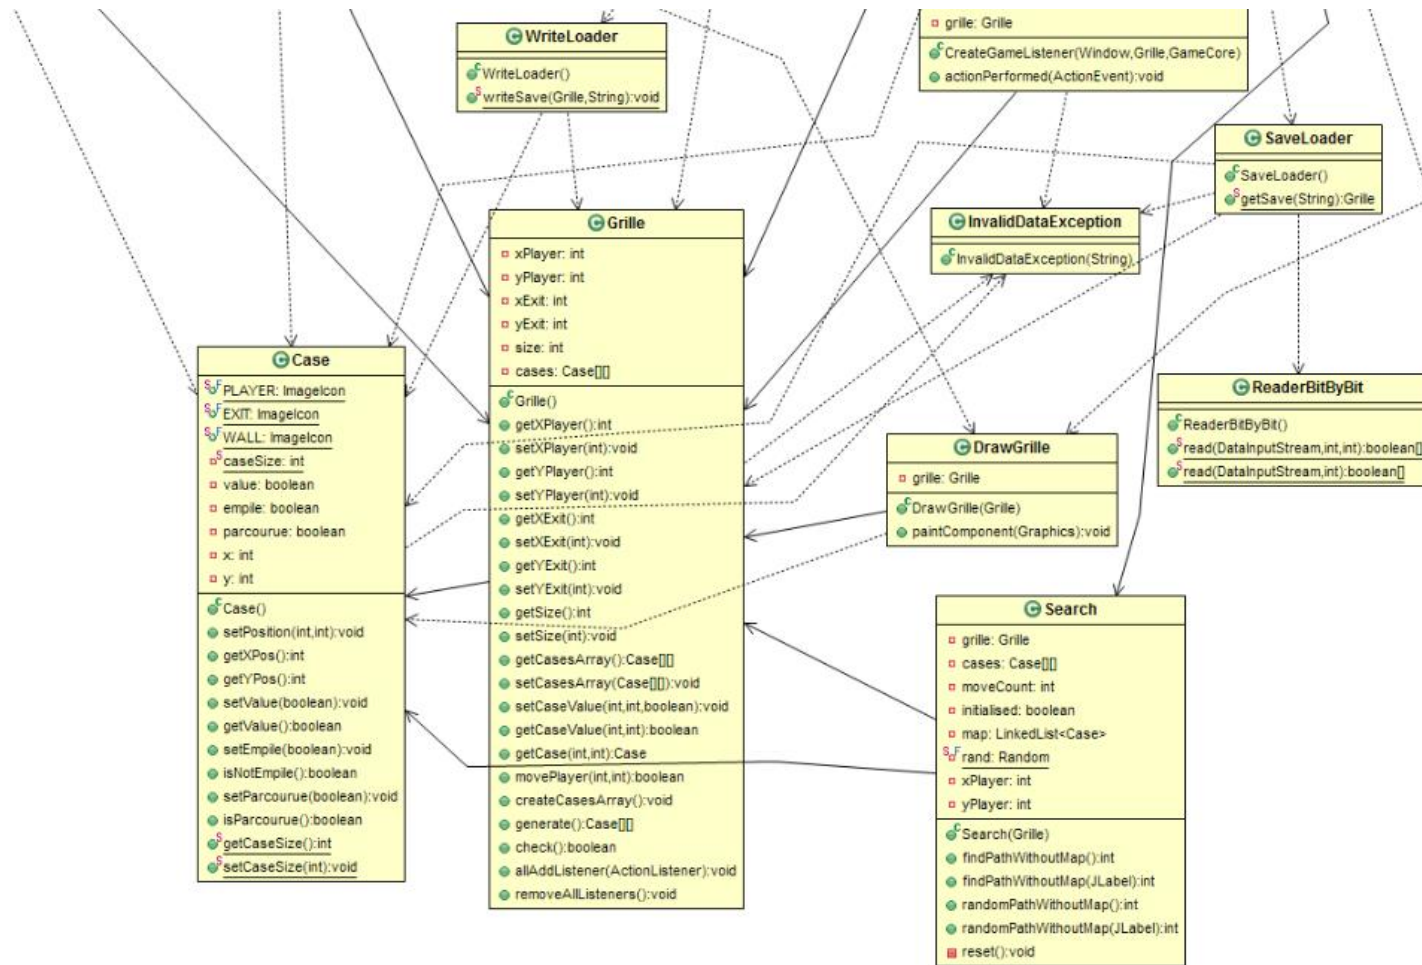 WriteLoader
WriteLoader()
writeSave(Grille,String):void
grille: Grille
CreateGameListener(Window,Grille,GameCore)
actionPerformed(ActionEvent):void
SaveLoader
SaveLoader()
getSave(String):Grille
InvalidDataException
InvalidDataException(String)
Grille
xPlayer: int
yPlayer: int
xExit: int
yExit: int
size: int
cases: Case[][]
Grille()
getXPlayer():int
setXPlayer(int):void
getYPlayer():int
setYPlayer(int):void
getXExit():int
setXExit(int):void
getYExit():int
setYExit(int):void
getSize():int
setSize(int):void
getCasesArray():Case[][]
setCasesArray(Case[][]):void
setCaseValue(int,int,boolean):void
getCaseValue(int,int):boolean
getCase(int,int):Case
movePlayer(int,int):boolean
createCasesArray():void
generate():Case[][]
check():boolean
allAddListener(ActionListener):void
removeAllListeners():void
Case
PLAYER: ImageIcon
EXIT: ImageIcon
WALL: ImageIcon
caseSize: int
value: boolean
empile: boolean
parcourue: boolean
x: int
y: int
Case()
setPosition(int,int):void
getXPos():int
getYPos():int
setValue(boolean):void
getValue():boolean
setEmpile(boolean):void
isNotEmpile():boolean
setParcourue(boolean):void
isParcourue():boolean
getCaseSize():int
setCaseSize(int):void
ReaderBitByBit
ReaderBitByBit()
read(DataInputStream,int,int):boolean[]
read(DataInputStream,int):boolean[]
DrawGrille
grille: Grille
DrawGrille(Grille)
paintComponent(Graphics):void
Search
grille: Grille
cases: Case[][]
moveCount: int
initialised: boolean
map: LinkedList<Case>
rand: Random
xPlayer: int
yPlayer: int
Search(Grille)
findPathWithoutMap():int
findPathWithoutMap(JLabel):int
randomPathWithoutMap():int
randomPathWithoutMap(JLabel):int
reset():void